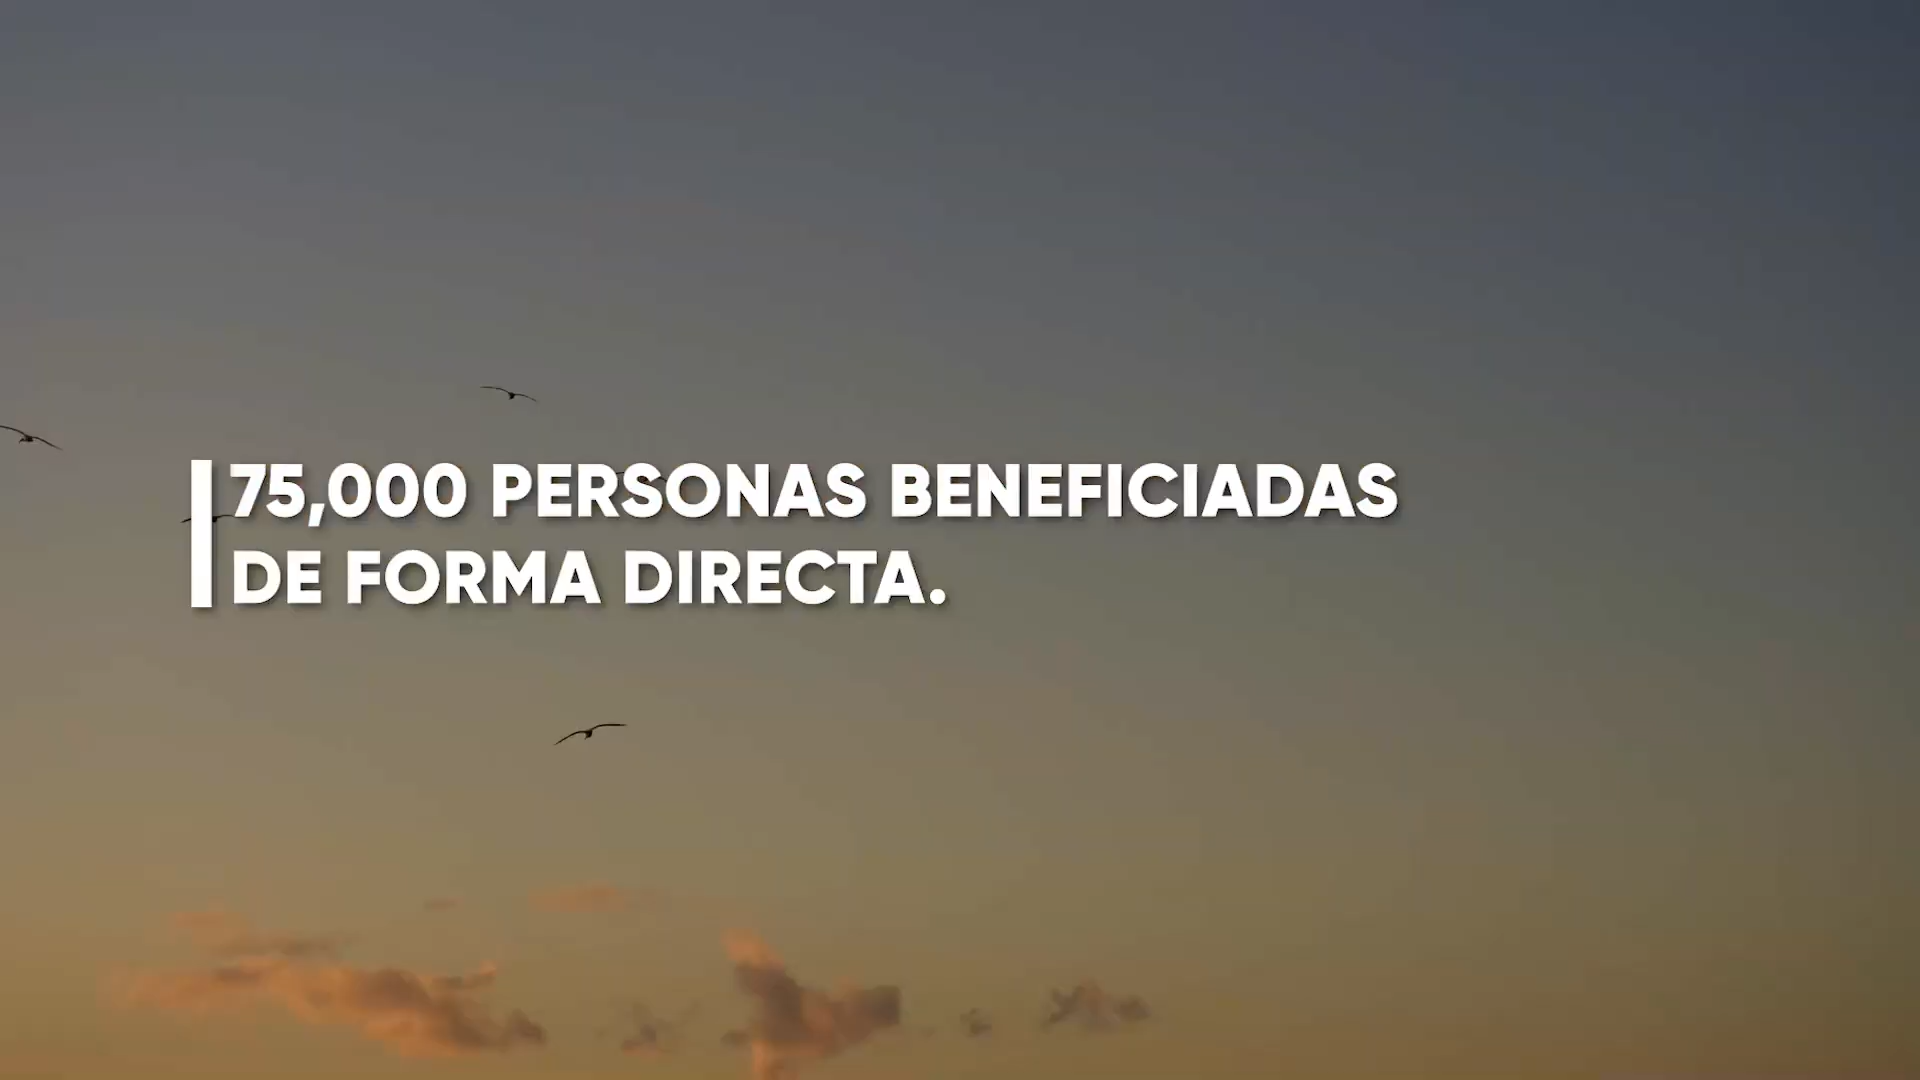 75,000 PERSONAS BENEFICIADAS
DE FORMA DIRECTA.